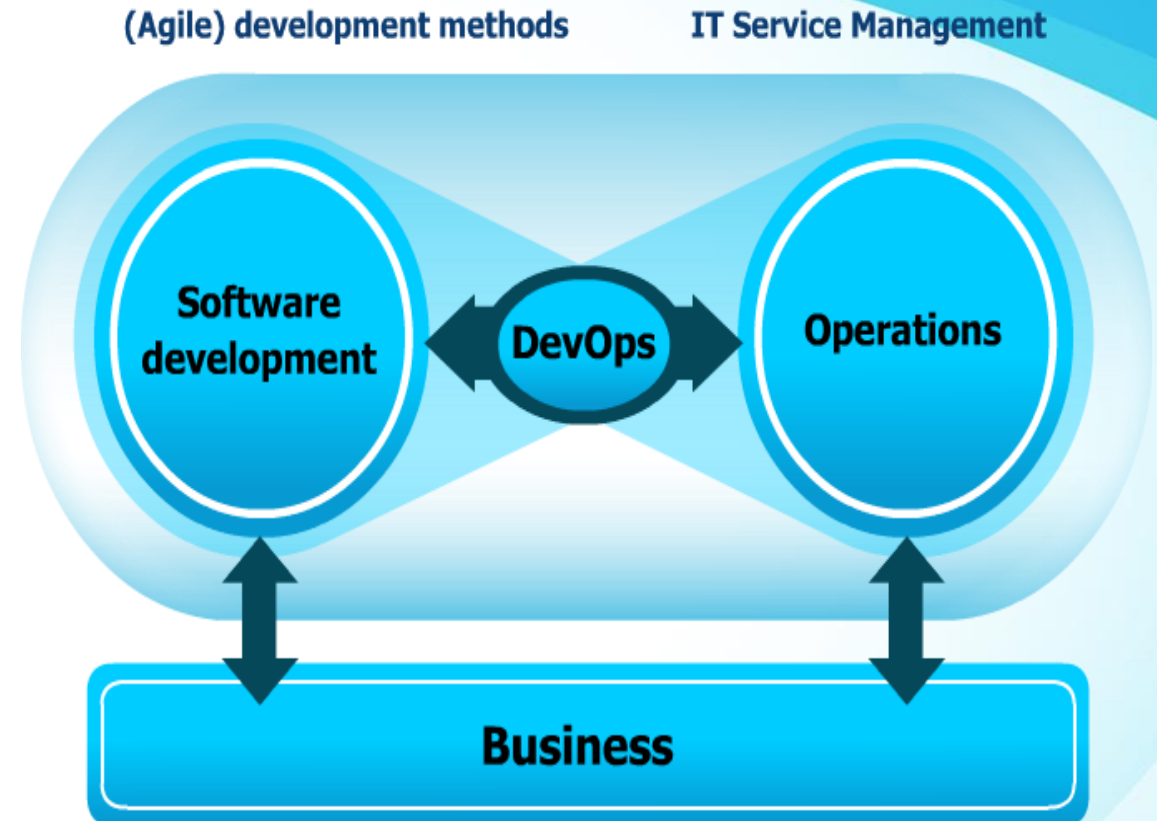 (Agile) development methods
IT Service Management
Software
development
DevOps
Operations
Business